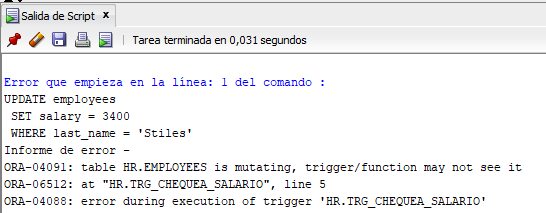 Salida de Script x
Tarea terminada en 0,031 segundos
Error que empieza en la línea: 1 del comando :
UPDATE employees
SET salary = 3400
WHERE last_name = 'Stiles'
Informe de error -
ORA-04091: table HR.EMPLOYEES is mutating, trigger/function may not see it
ORA-06512: at "HR.TRG_CHEQUEA_SALARIO", line 5
ORA-04088: error during execution of trigger 'HR.TRG_CHEQUEA_SALARIO'